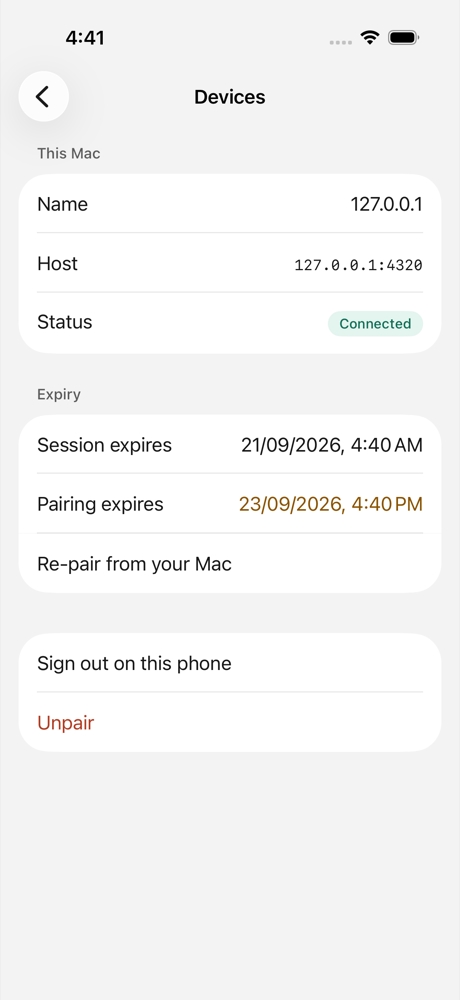 4:41
Devices
This Mac
Name 127.0.0.1
Host 127.0.0.1:4320
Status Connected
Expiry
Session expires 21/09/2026, 4:40 AM
Pairing expires 23/09/2026, 4:40 PM
Re-pair from your Mac
Sign out on this phone
Unpair